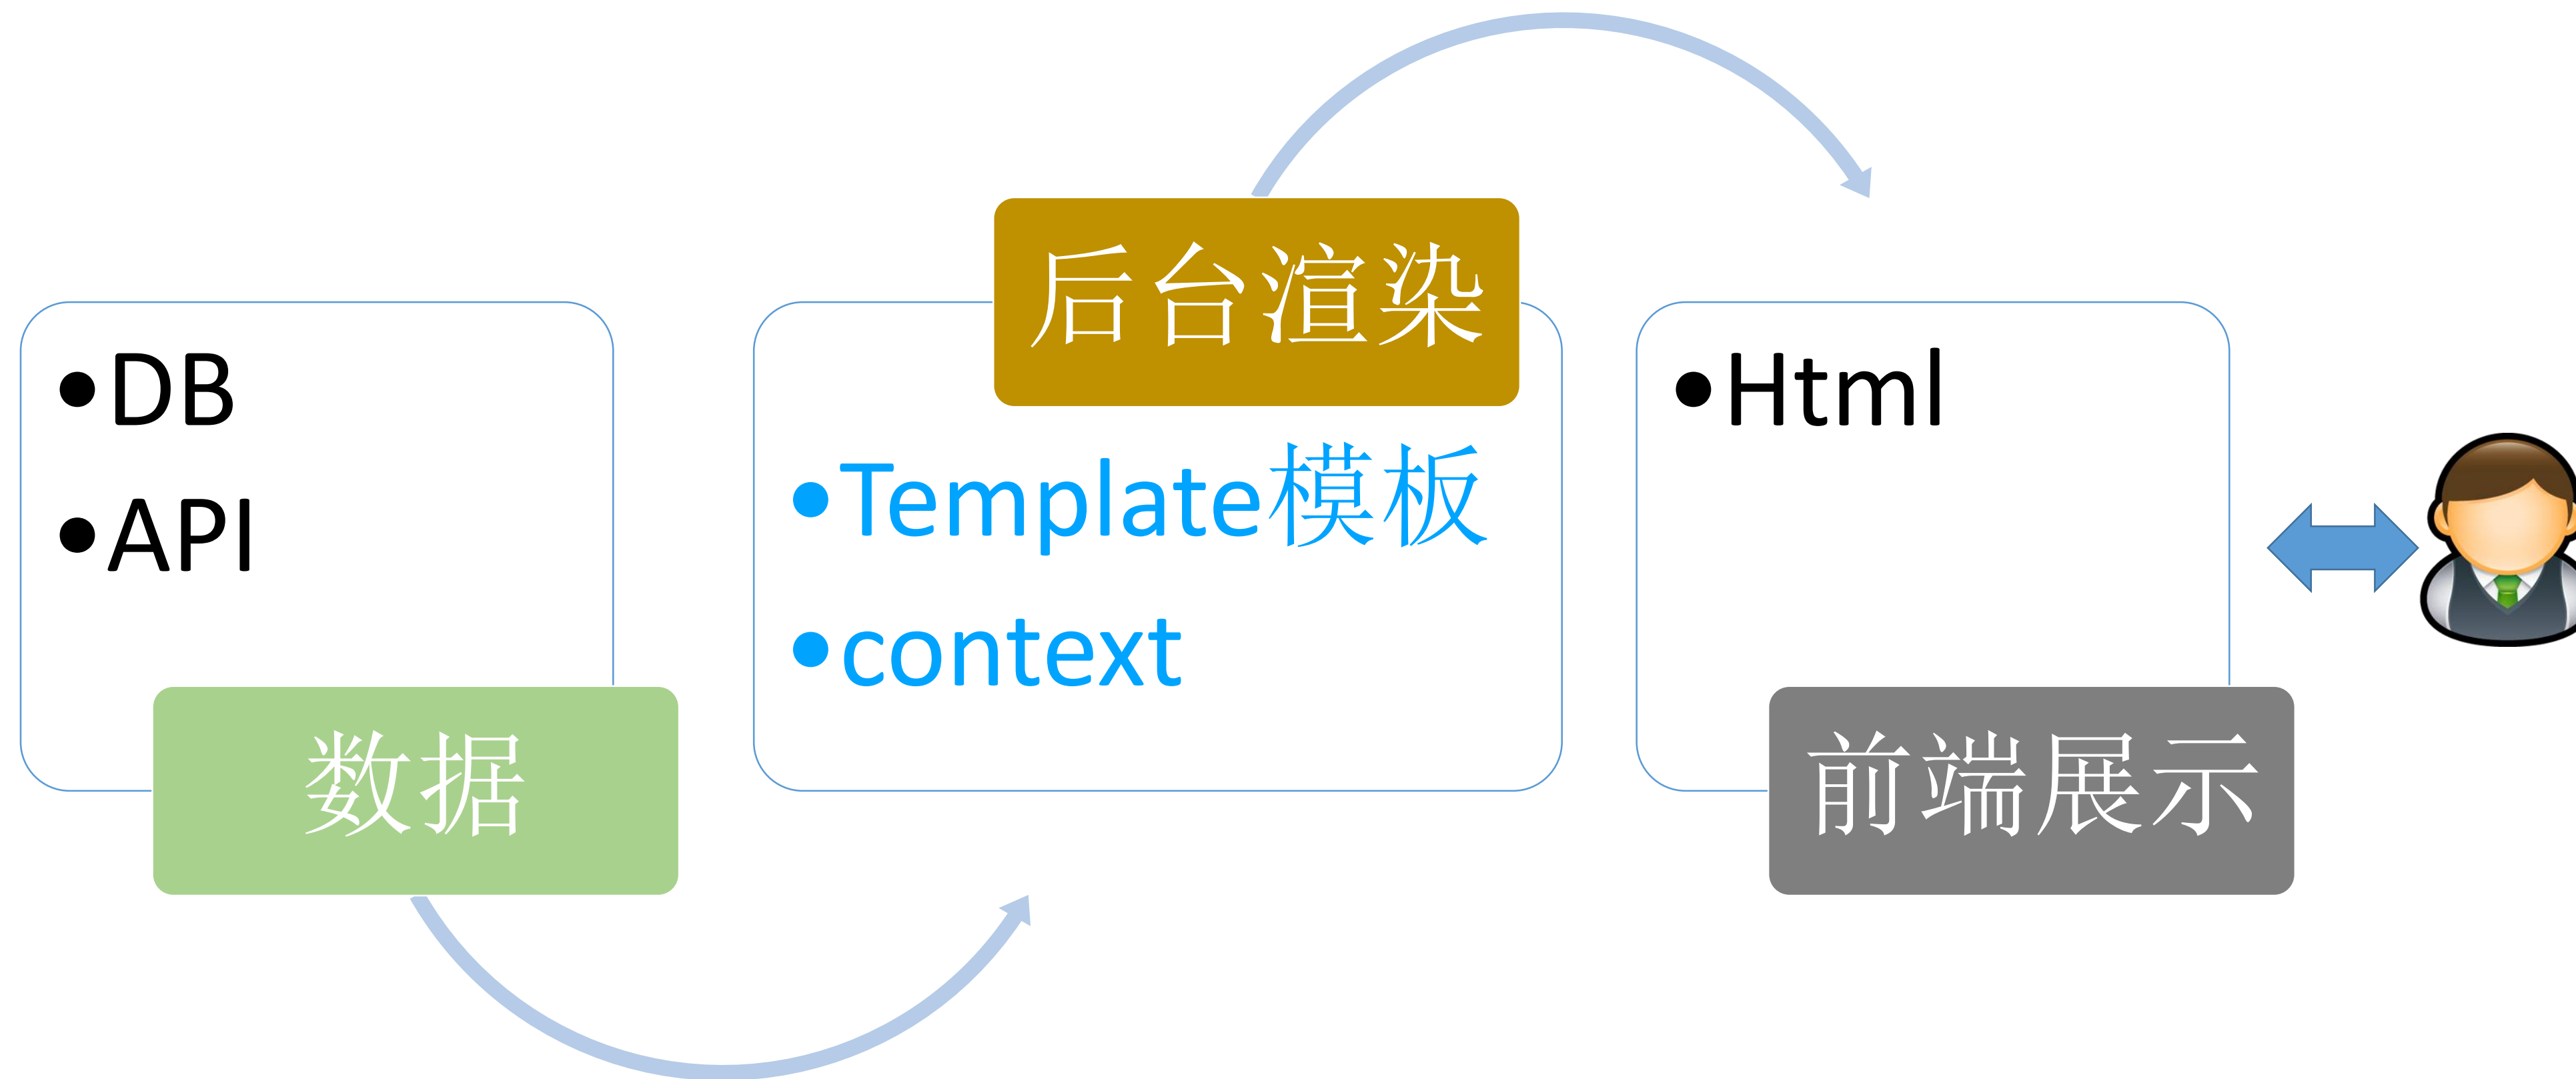 •DB
•API
数据
后台渲染
•Template模板
•context
•Html
前端展示